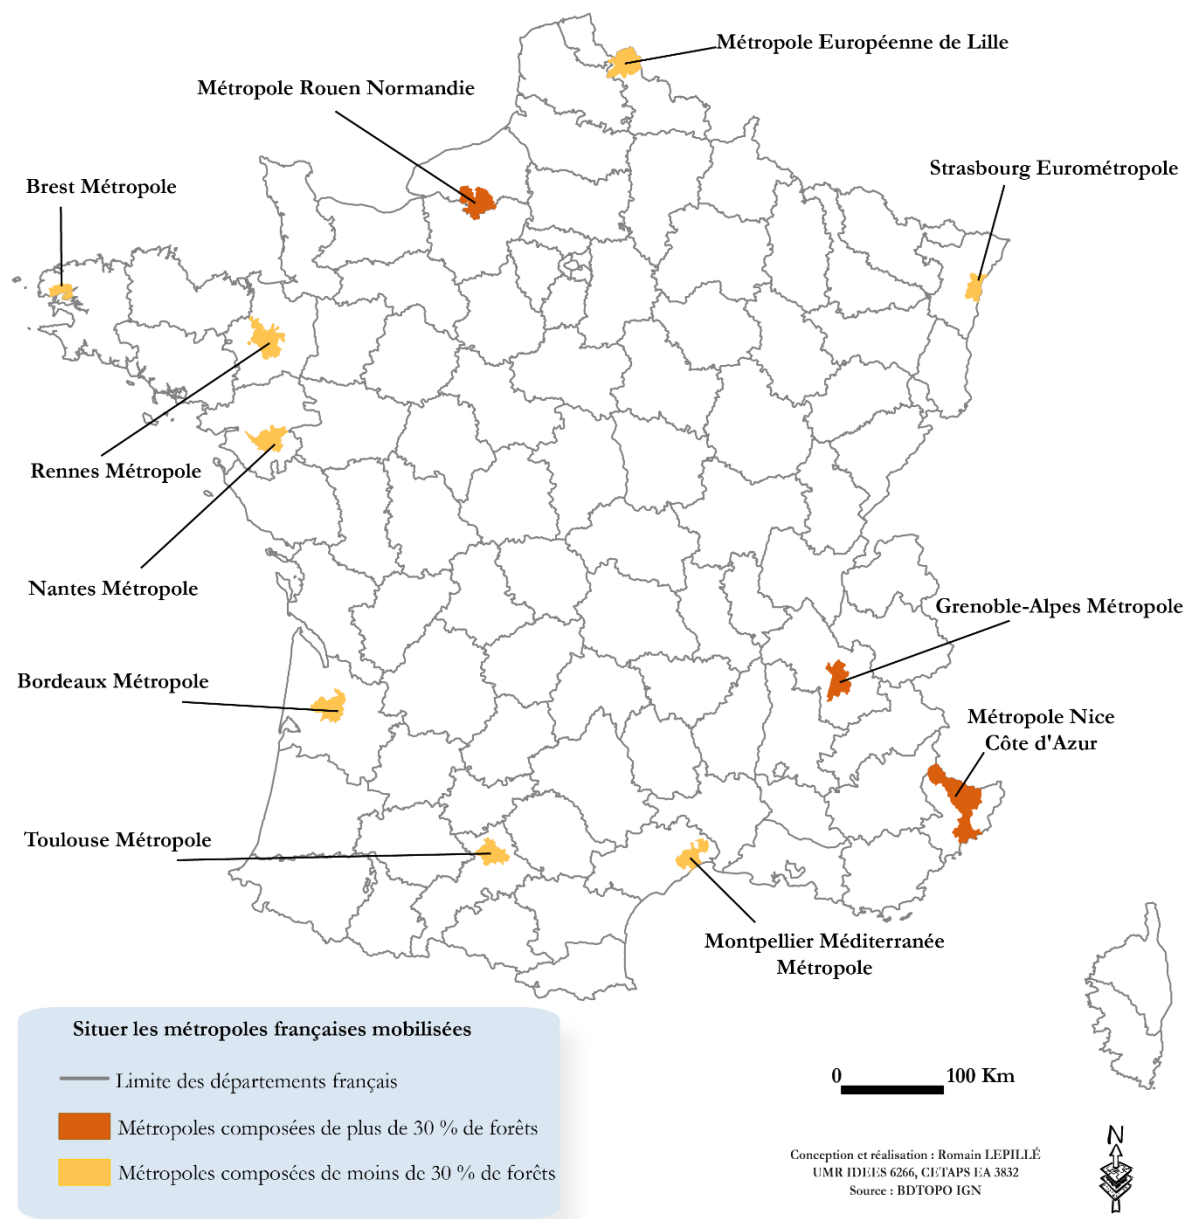 Métropole Européenne de Lille
Métropole Rouen Normandie
Strasbourg Eurométropole
Brest Métropole
Rennes Métropole
Nantes Métropole
Grenoble-Alpes Métropole
Bordeaux Métropole
Métropole Nice
Côte d'Azur
Toulouse Métropole
Montpellier Méditerranée
Métropole
Situer les métropoles françaises mobilisées
Limite des départements français
Métropoles composées de plus de 30 % de forêts
Métropoles composées de moins de 30 % de forêts
0 100 Km
Conception et réalisation : Romain LEPILLÉ
UMR IDEES 6266, CETAPS EA 3832
Source : BDTOPO IGN
N